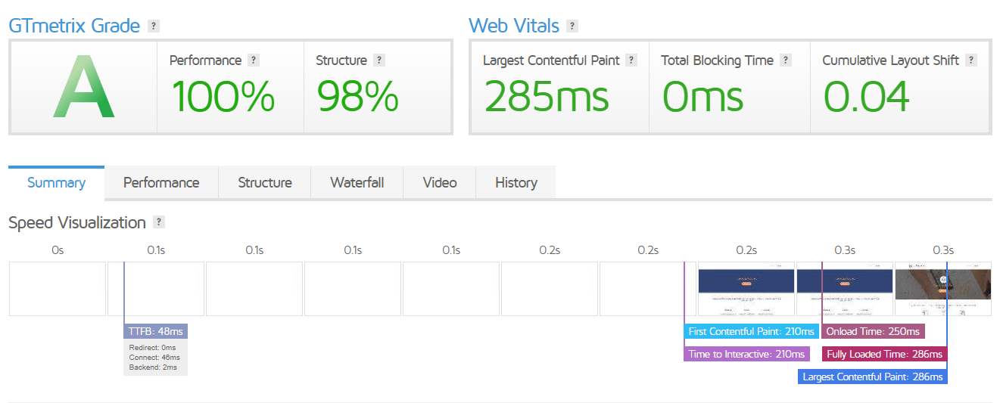 GTmetrix Grade ?
Web Vitals ?
A
Performance ?
100%
Structure ?
98%
Largest Contentful Paint ?
285ms
Total Blocking Time ?
0ms
Cumulative Layout Shift ?
0.04
Summary Performance Structure Waterfall Video History
Speed Visualization ?
0s 0.1s 0.1s 0.1s 0.1s 0.2s 0.2s 0.2s 0.3s 0.3s
TTFB: 48ms
Redirect: 0ms
Connect: 46ms
Backend: 2ms
First Contentful Paint: 210ms
Onload Time: 250ms
Time to Interactive: 210ms
Fully Loaded Time: 286ms
Largest Contentful Paint: 286ms